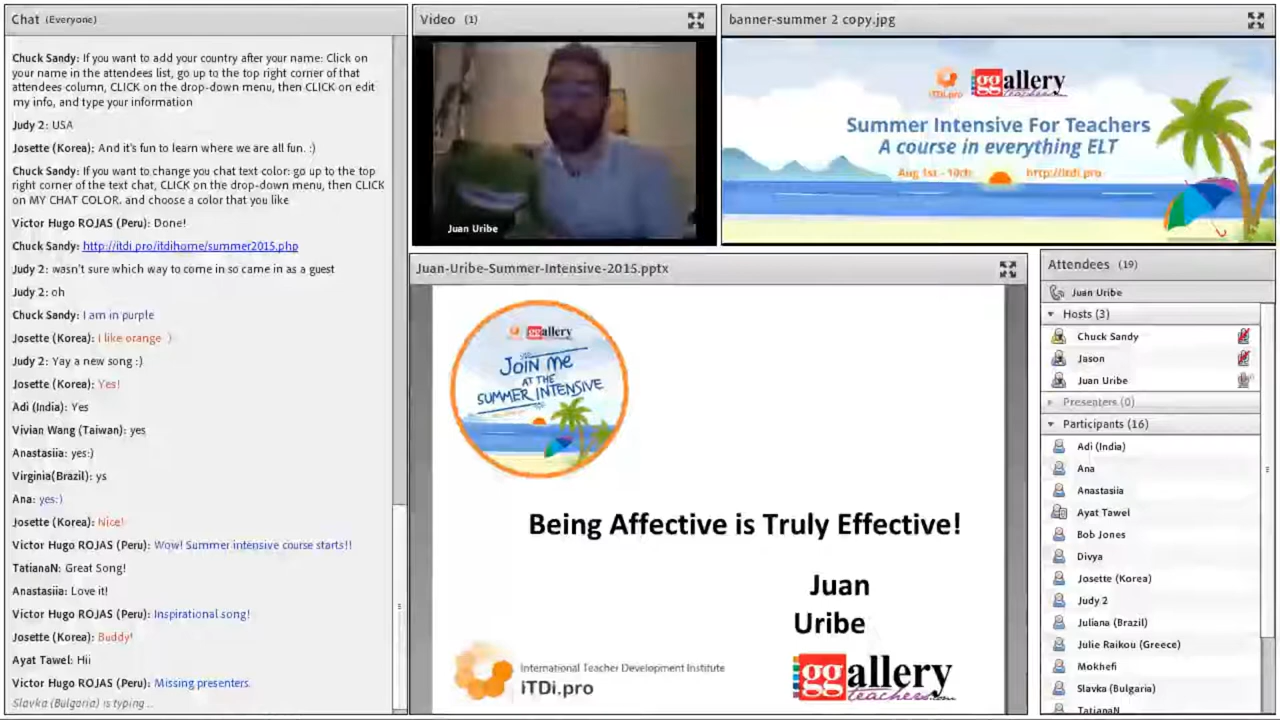 Chat (Everyone)
Chuck Sandy: If you want to add your country after your name: Click on
your name in the attendees list, go up to the top right corner of that
attendees column, CLICK on the drop-down menu, then CLICK on edit
my info, and type your information
Judy 2: USA
Josette (Korea): And it's fun to learn where we are all fun. :)
Chuck Sandy: If you want to change you chat text color: go up to the top
right corner of the text chat, CLICK on the drop-down menu, then CLICK
on MY CHAT COLOR. and choose a color that you like
Victor Hugo ROJAS (Peru): Done!
Chuck Sandy: http://itdi.pro/itdihome/summer2015.php
Judy 2: wasn't sure which way to come in so came in as a guest
Judy 2: oh
Chuck Sandy: I am in purple
Josette (Korea): I like orange :)
Judy 2: Yay a new song :)
Josette (Korea): Yes!
Adi (India): Yes
Vivian Wang (Taiwan): yes
Anastasiia: yes:)
Virginia(Brazil): ys
Ana: yes:)
Josette (Korea): Nice!
Victor Hugo ROJAS (Peru): Wow! Summer intensive course starts!!
TatianaN: Great Song!
Anastasiia: Love it!
Victor Hugo ROJAS (Peru): Inspirational song!
Josette (Korea): Buddy!
Ayat Tawel: Hii
Victor Hugo ROJAS (Peru): Missing presenters.
Slavka (Bulgaria) is typing...
Video (1)
Juan Uribe
banner-summer 2 copy.jpg
iTDi.pro
ggallery
teachers
Summer Intensive For Teachers
A course in everything ELT
Aug 1st - 10th http://itdi.pro
Juan-Uribe-Summer-Intensive-2015.pptx
ggallery
JOIN ME
AT THE
SUMMER INTENSIVE
Being Affective is Truly Effective!
Juan
Uribe
International Teacher Development Institute
iTDi.pro
ggallery
teachers.com
Attendees (19)
Juan Uribe
Hosts (3)
Chuck Sandy
Jason
Juan Uribe
Presenters (0)
Participants (16)
Adi (India)
Ana
Anastasiia
Ayat Tawel
Bob Jones
Divya
Josette (Korea)
Judy 2
Juliana (Brazil)
Julie Raikou (Greece)
Mokhefi
Slavka (Bulgaria)
TatianaN